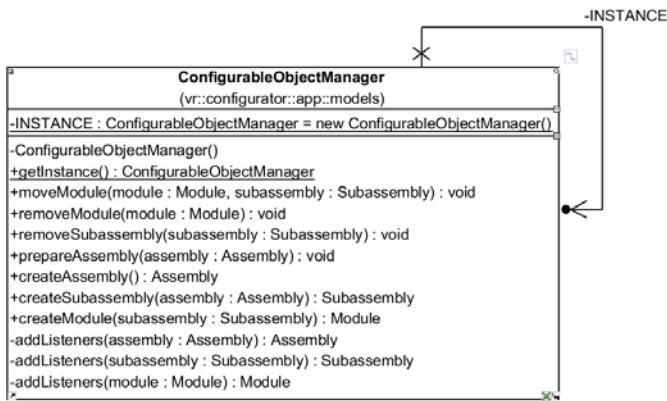 -INSTANCE
ConfigurableObjectManager
(vr::configurator::app::models)
-INSTANCE : ConfigurableObjectManager = new ConfigurableObjectManager()
-ConfigurableObjectManager()
+getInstance() : ConfigurableObjectManager
+moveModule(module : Module, subassembly : Subassembly) : void
+removeModule(module : Module) : void
+removeSubassembly(subassembly : Subassembly) : void
+prepareAssembly(assembly : Assembly) : void
+createAssembly() : Assembly
+createSubassembly(assembly : Assembly) : Subassembly
+createModule(subassembly : Subassembly) : Module
-addListeners(assembly : Assembly) : Assembly
-addListeners(subassembly : Subassembly) : Subassembly
-addListeners(module : Module) : Module